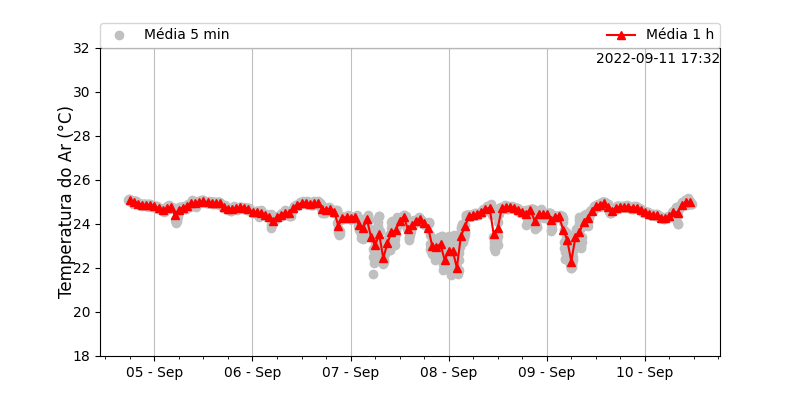 Média 5 min
Média 1 h
2022-09-11 17:32
Temperatura do Ar (°C)
32
30
28
26
24
22
20
18
05 - Sep
06 - Sep
07 - Sep
08 - Sep
09 - Sep
10 - Sep